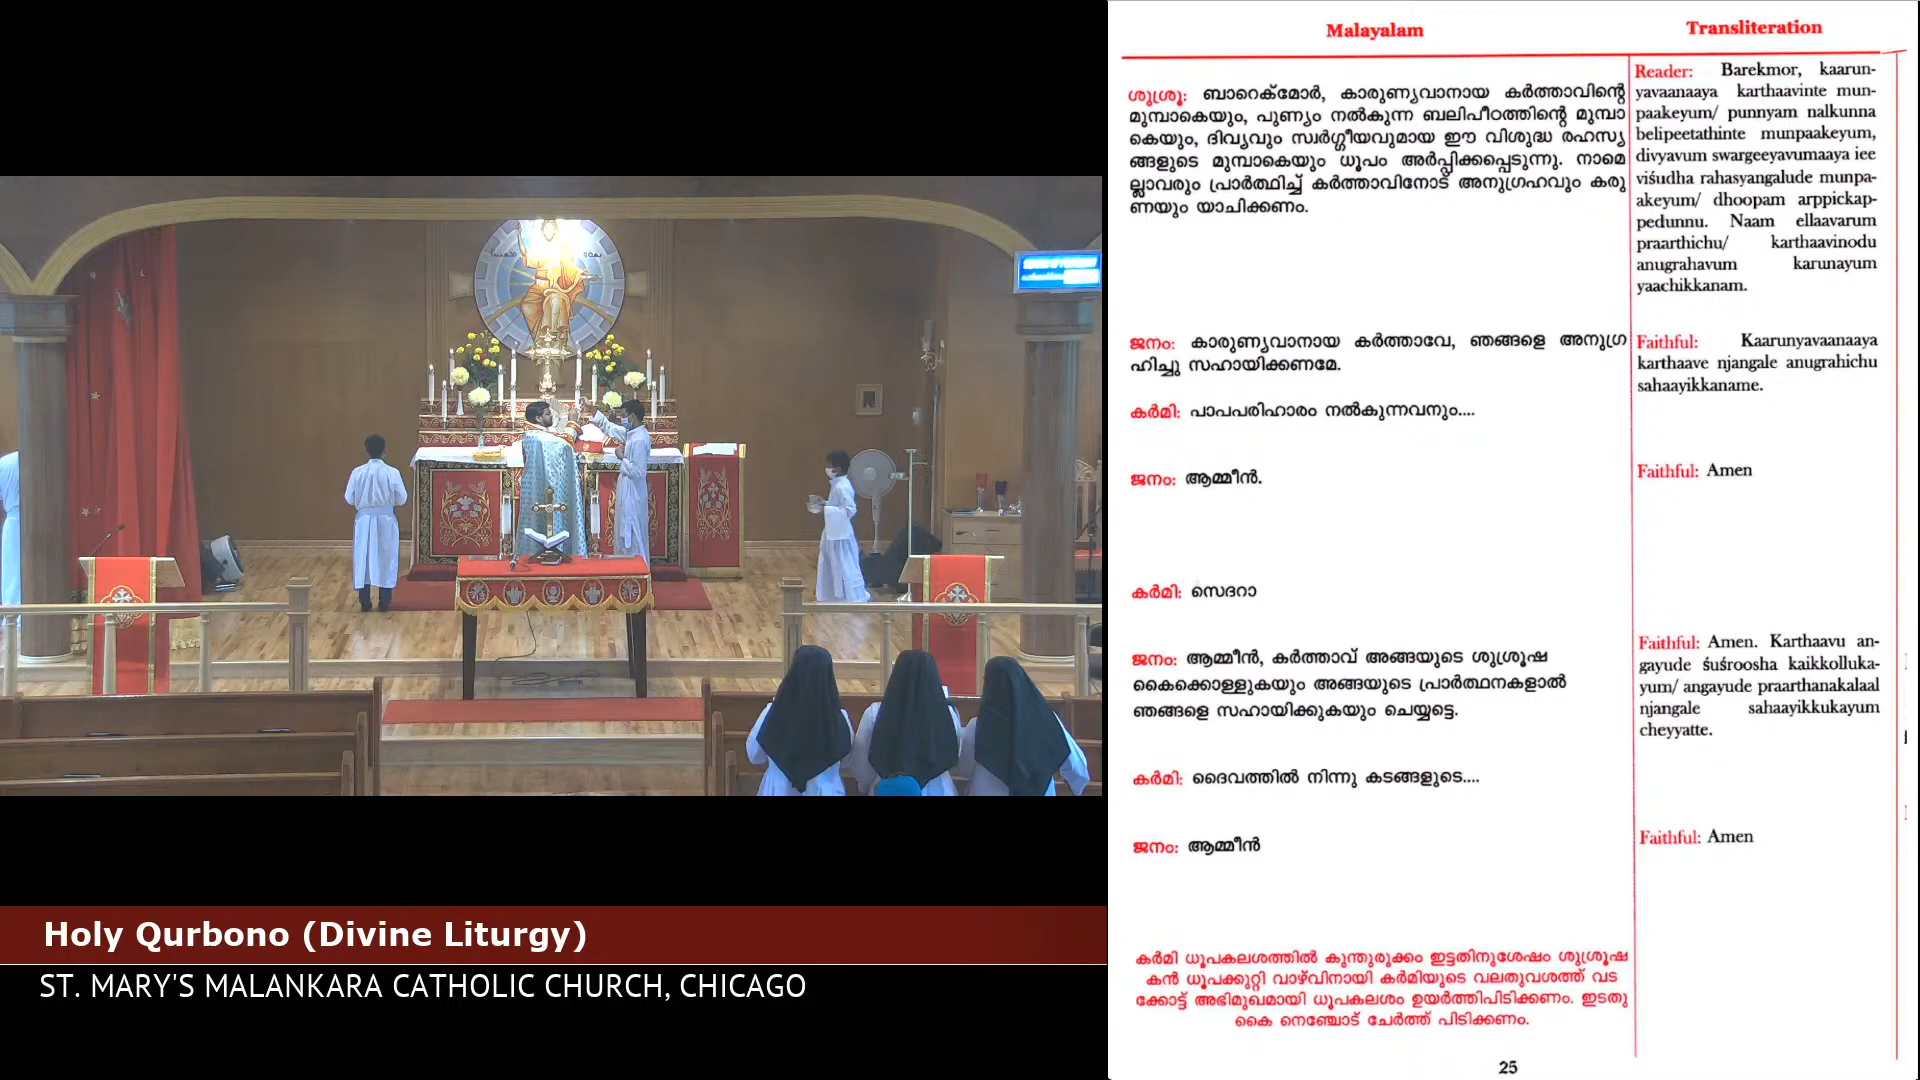 Malayalam
Transliteration
ശുശ്രൂ: ബാറെക്മോർ, കാരുണ്യവാനായ കർത്താവിന്റെ
മുമ്പാകെയും, പുണ്യം നൽകുന്ന ബലിപീഠത്തിന്റെ മുമ്പാ
കെയും, ദിവ്യവും സ്വർഗ്ഗീയവുമായ ഈ വിശുദ്ധ രഹസ്യ
ങ്ങളുടെ മുമ്പാകെയും ധൂപം അർപ്പിക്കപ്പെടുന്നു. നാമെ
ല്ലാവരും പ്രാർത്ഥിച്ച് കർത്താവിനോട് അനുഗ്രഹവും കരു
ണയും യാചിക്കണം.
Reader: Barekmor, kaarun-
yavaanaaya karthaavinte mun-
paakeyum/ punnyam nalkunna
belipeetathinte munpaakeyum,
divyavum swargeeyavumaaya iee
viśudha rahasyangalude munpa-
akeyum/ dhoopam arppickap-
pedunnu. Naam ellaavarum
praarthichu/ karthaavinodu
anugrahavum karunayum
yaachikkanam.
ജനം: കാരുണ്യവാനായ കർത്താവേ, ഞങ്ങളെ അനുഗ്ര
ഹിച്ചു സഹായിക്കണമേ.
Faithful: Kaarunyavaanaaya
karthaave njangale anugrahichu
sahaayikkaname.
കർമി: പാപപരിഹാരം നൽകുന്നവനും....
ജനം: ആമ്മീൻ.
Faithful: Amen
കർമി: സെദറാ
ജനം: ആമ്മീൻ, കർത്താവ് അങ്ങയുടെ ശുശ്രൂഷ
കൈക്കൊള്ളുകയും അങ്ങയുടെ പ്രാർത്ഥനകളാൽ
ഞങ്ങളെ സഹായിക്കുകയും ചെയ്യട്ടെ.
Faithful: Amen. Karthaavu an-
gayude śuśroosha kaikkolluka-
yum/ angayude praarthanakalaal
njangale sahaayikkukayum
cheyyatte.
കർമി: ദൈവത്തിൽ നിന്നു കടങ്ങളുടെ....
ജനം: ആമ്മീൻ
Faithful: Amen
കർമി ധൂപകലശത്തിൽ കുന്തുരുക്കം ഇട്ടതിനുശേഷം ശുശ്രൂഷ
കൻ ധൂപക്കുറ്റി വാഴ്‌വിനായി കർമിയുടെ വലതുവശത്ത് വട
ക്കോട്ട് അഭിമുഖമായി ധൂപകലശം ഉയർത്തിപിടിക്കണം. ഇടതു
കൈ നെഞ്ചോട് ചേർത്ത് പിടിക്കണം.
25
Holy Qurbono (Divine Liturgy)
ST. MARY'S MALANKARA CATHOLIC CHURCH, CHICAGO